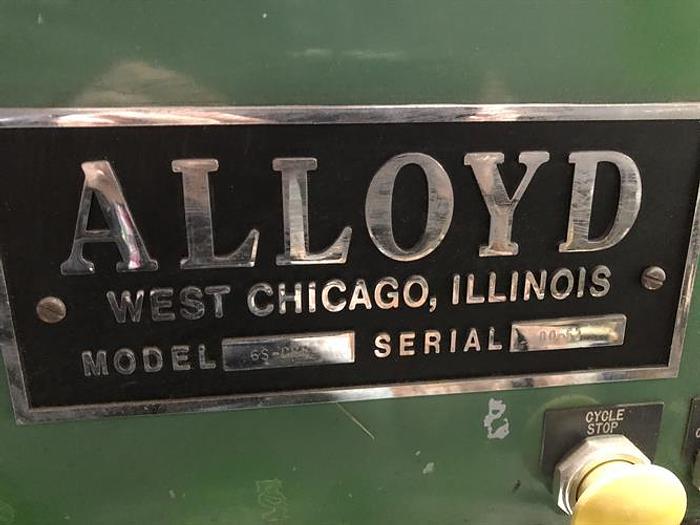 ALLOYD
WEST CHICAGO, ILLINOIS
MODEL SERIAL
CYCLE
STOP